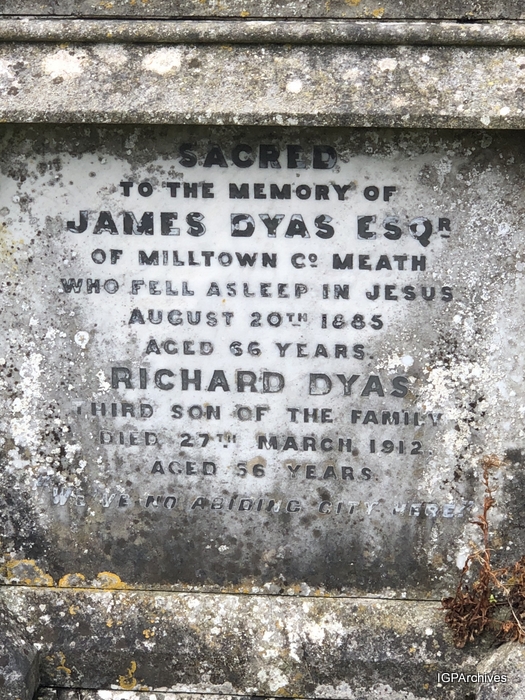 SACRED
TO THE MEMORY OF
JAMES DYAS ESQR
OF MILLTOWN CO MEATH
WHO FELL ASLEEP IN JESUS
AUGUST 20TH 1885
AGED 66 YEARS.
RICHARD DYAS
THIRD SON OF THE FAMILY
DIED 27TH MARCH 1912.
AGED 56 YEARS.
NO ABIDING CITY HERE"
IGPArchives